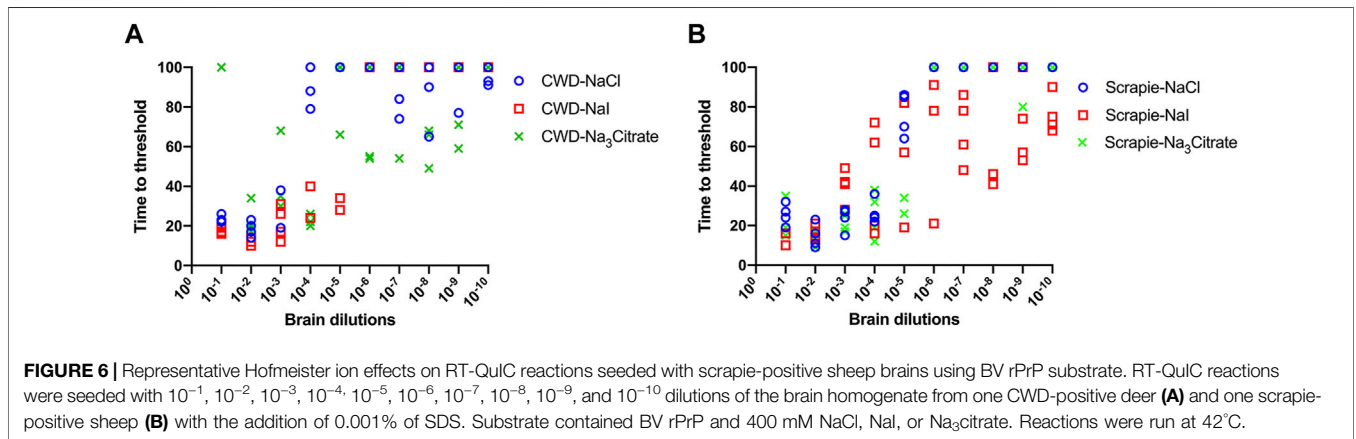 A
B
Time to threshold
100
80
60
40
20
0
10⁰ 10⁻¹ 10⁻² 10⁻³ 10⁻⁴ 10⁻⁵ 10⁻⁶ 10⁻⁷ 10⁻⁸ 10⁻⁹ 10⁻¹⁰
Brain dilutions
CWD-NaCl
CWD-NaI
CWD-Na₃Citrate
Time to threshold
100
80
60
40
20
0
10⁰ 10⁻¹ 10⁻² 10⁻³ 10⁻⁴ 10⁻⁵ 10⁻⁶ 10⁻⁷ 10⁻⁸ 10⁻⁹ 10⁻¹⁰
Brain dilutions
Scrapie-NaCl
Scrapie-NaI
Scrapie-Na₃Citrate
FIGURE 6 | Representative Hofmeister ion effects on RT-QuIC reactions seeded with scrapie-positive sheep brains using BV rPrP substrate. RT-QuIC reactions
were seeded with 10⁻¹, 10⁻², 10⁻³, 10⁻⁴, 10⁻⁵, 10⁻⁶, 10⁻⁷, 10⁻⁸, 10⁻⁹, and 10⁻¹⁰ dilutions of the brain homogenate from one CWD-positive deer (A) and one scrapie-
positive sheep (B) with the addition of 0.001% of SDS. Substrate contained BV rPrP and 400 mM NaCl, NaI, or Na₃citrate. Reactions were run at 42°C.